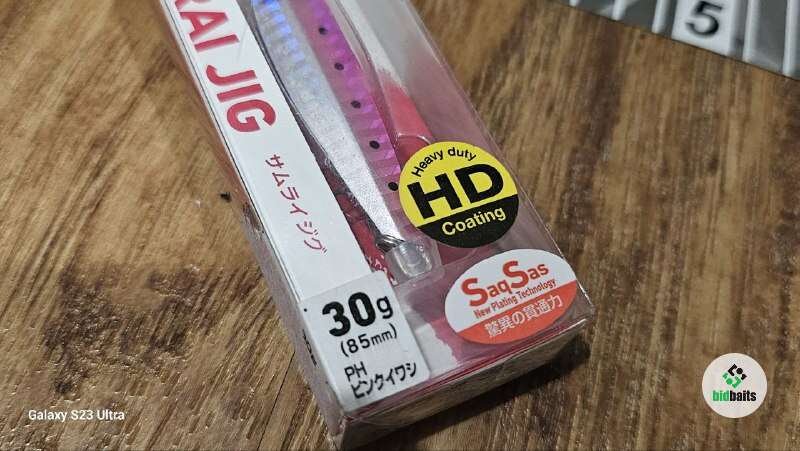 RAI JIG
サムライジグ
Heavy duty
HD
Coating
SaqSas
New Plating Technology
驚異の貫通力
30g
(85mm)
PH
ピンクイワシ
5
Galaxy S23 Ultra
bidbaits